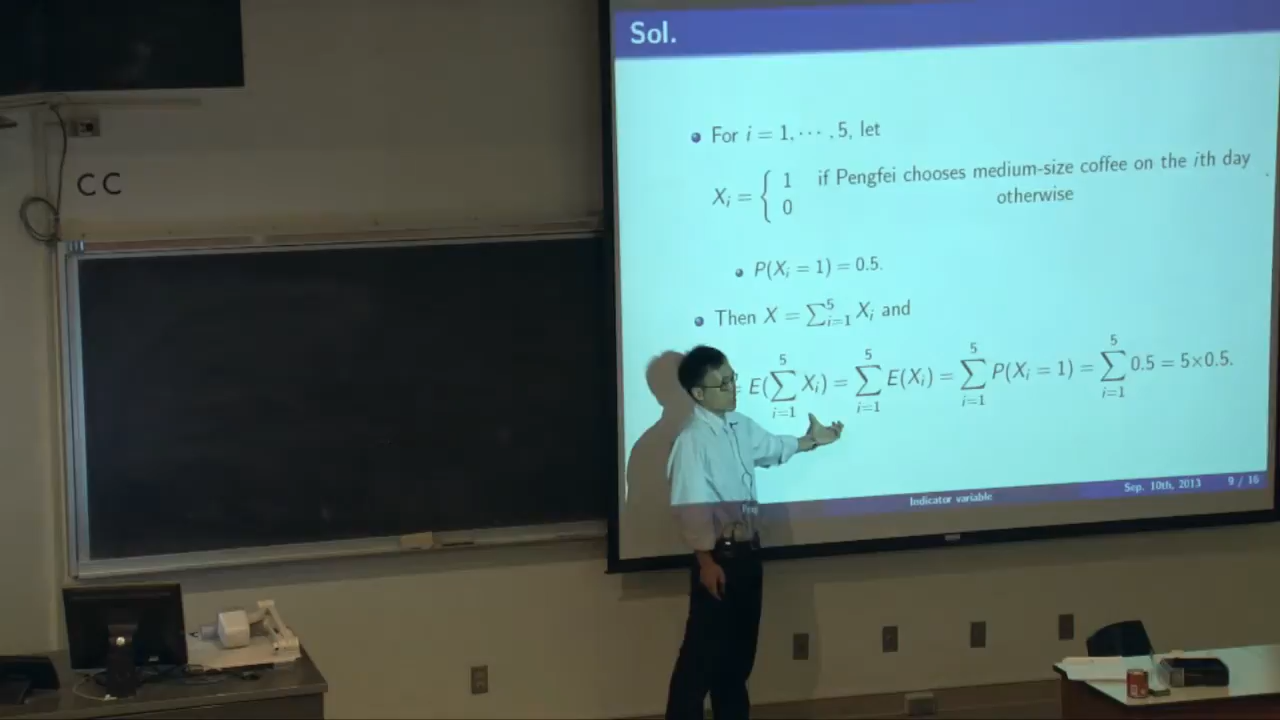 Sol.
For i = 1, ⋯ , 5, let
X_i = { 1 if Pengfei chooses medium-size coffee on the ith day
0 otherwise
P(X_i = 1) = 0.5.
Then X = ∑_{i=1}^{5} X_i and
= E(∑_{i=1}^{5} X_i) = ∑_{i=1}^{5} E(X_i) = ∑_{i=1}^{5} P(X_i = 1) = ∑_{i=1}^{5} 0.5 = 5×0.5.
Indicator variable
Sep. 10th, 2013 9 / 16
CC